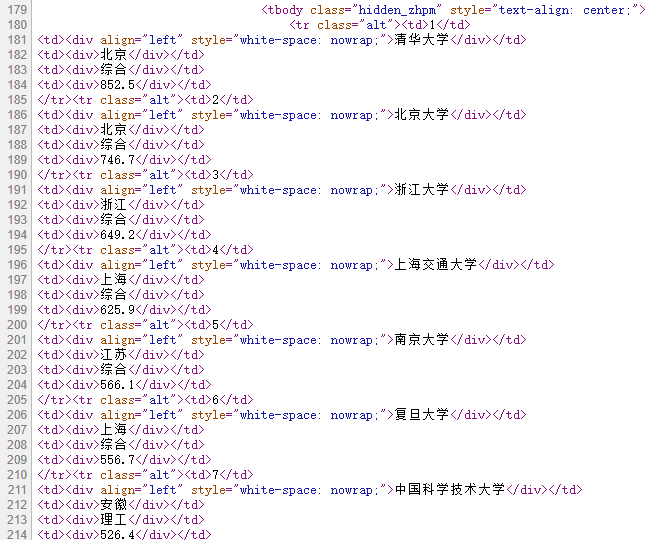 179 <tbody class="hidden_zhpm" style="text-align: center;">
180 <tr class="alt"><td>1</td>
181 <td><div align="left" style="white-space: nowrap;">清华大学</div></td>
182 <td><div>北京</div></td>
183 <td><div>综合</div></td>
184 <td><div>852.5</div></td>
185 </tr><tr class="alt"><td>2</td>
186 <td><div align="left" style="white-space: nowrap;">北京大学</div></td>
187 <td><div>北京</div></td>
188 <td><div>综合</div></td>
189 <td><div>746.7</div></td>
190 </tr><tr class="alt"><td>3</td>
191 <td><div align="left" style="white-space: nowrap;">浙江大学</div></td>
192 <td><div>浙江</div></td>
193 <td><div>综合</div></td>
194 <td><div>649.2</div></td>
195 </tr><tr class="alt"><td>4</td>
196 <td><div align="left" style="white-space: nowrap;">上海交通大学</div></td>
197 <td><div>上海</div></td>
198 <td><div>综合</div></td>
199 <td><div>625.9</div></td>
200 </tr><tr class="alt"><td>5</td>
201 <td><div align="left" style="white-space: nowrap;">南京大学</div></td>
202 <td><div>江苏</div></td>
203 <td><div>综合</div></td>
204 <td><div>566.1</div></td>
205 </tr><tr class="alt"><td>6</td>
206 <td><div align="left" style="white-space: nowrap;">复旦大学</div></td>
207 <td><div>上海</div></td>
208 <td><div>综合</div></td>
209 <td><div>556.7</div></td>
210 </tr><tr class="alt"><td>7</td>
211 <td><div align="left" style="white-space: nowrap;">中国科学技术大学</div></td>
212 <td><div>安徽</div></td>
213 <td><div>理工</div></td>
214 <td><div>526.4</div></td>